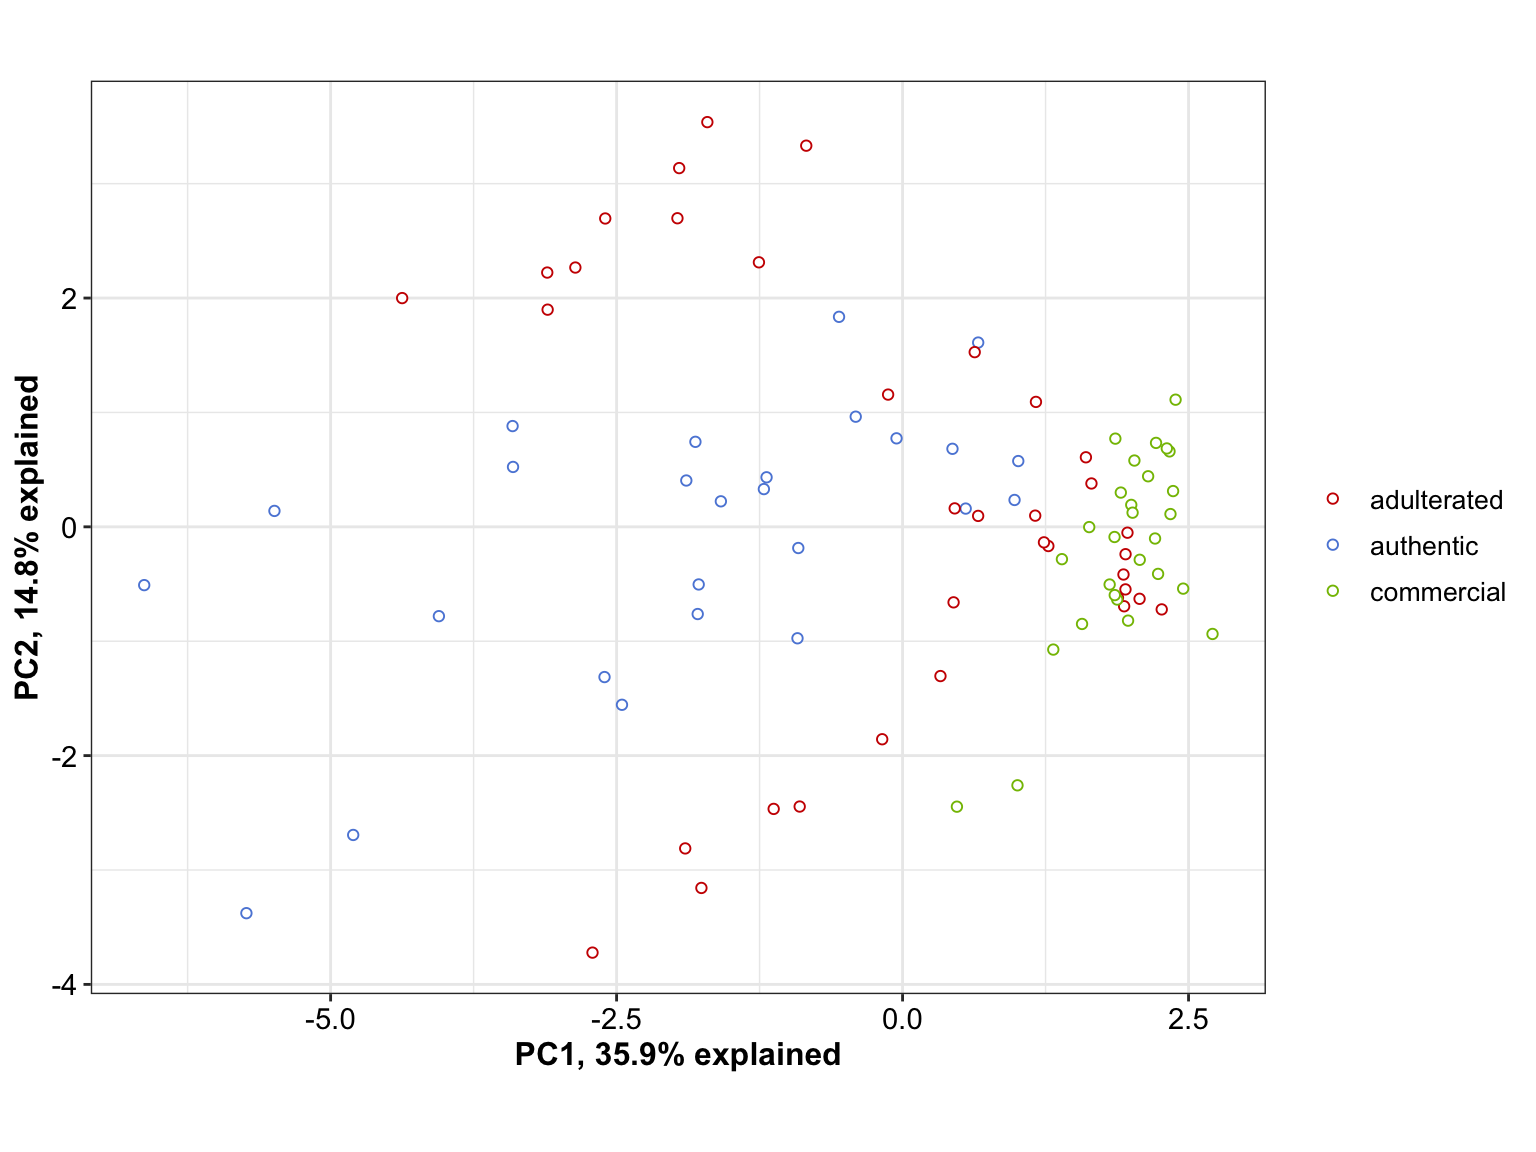 2
0
-2
-4
PC2, 14.8% explained
-5.0
-2.5
0.0
2.5
PC1, 35.9% explained
adulterated
authentic
commercial